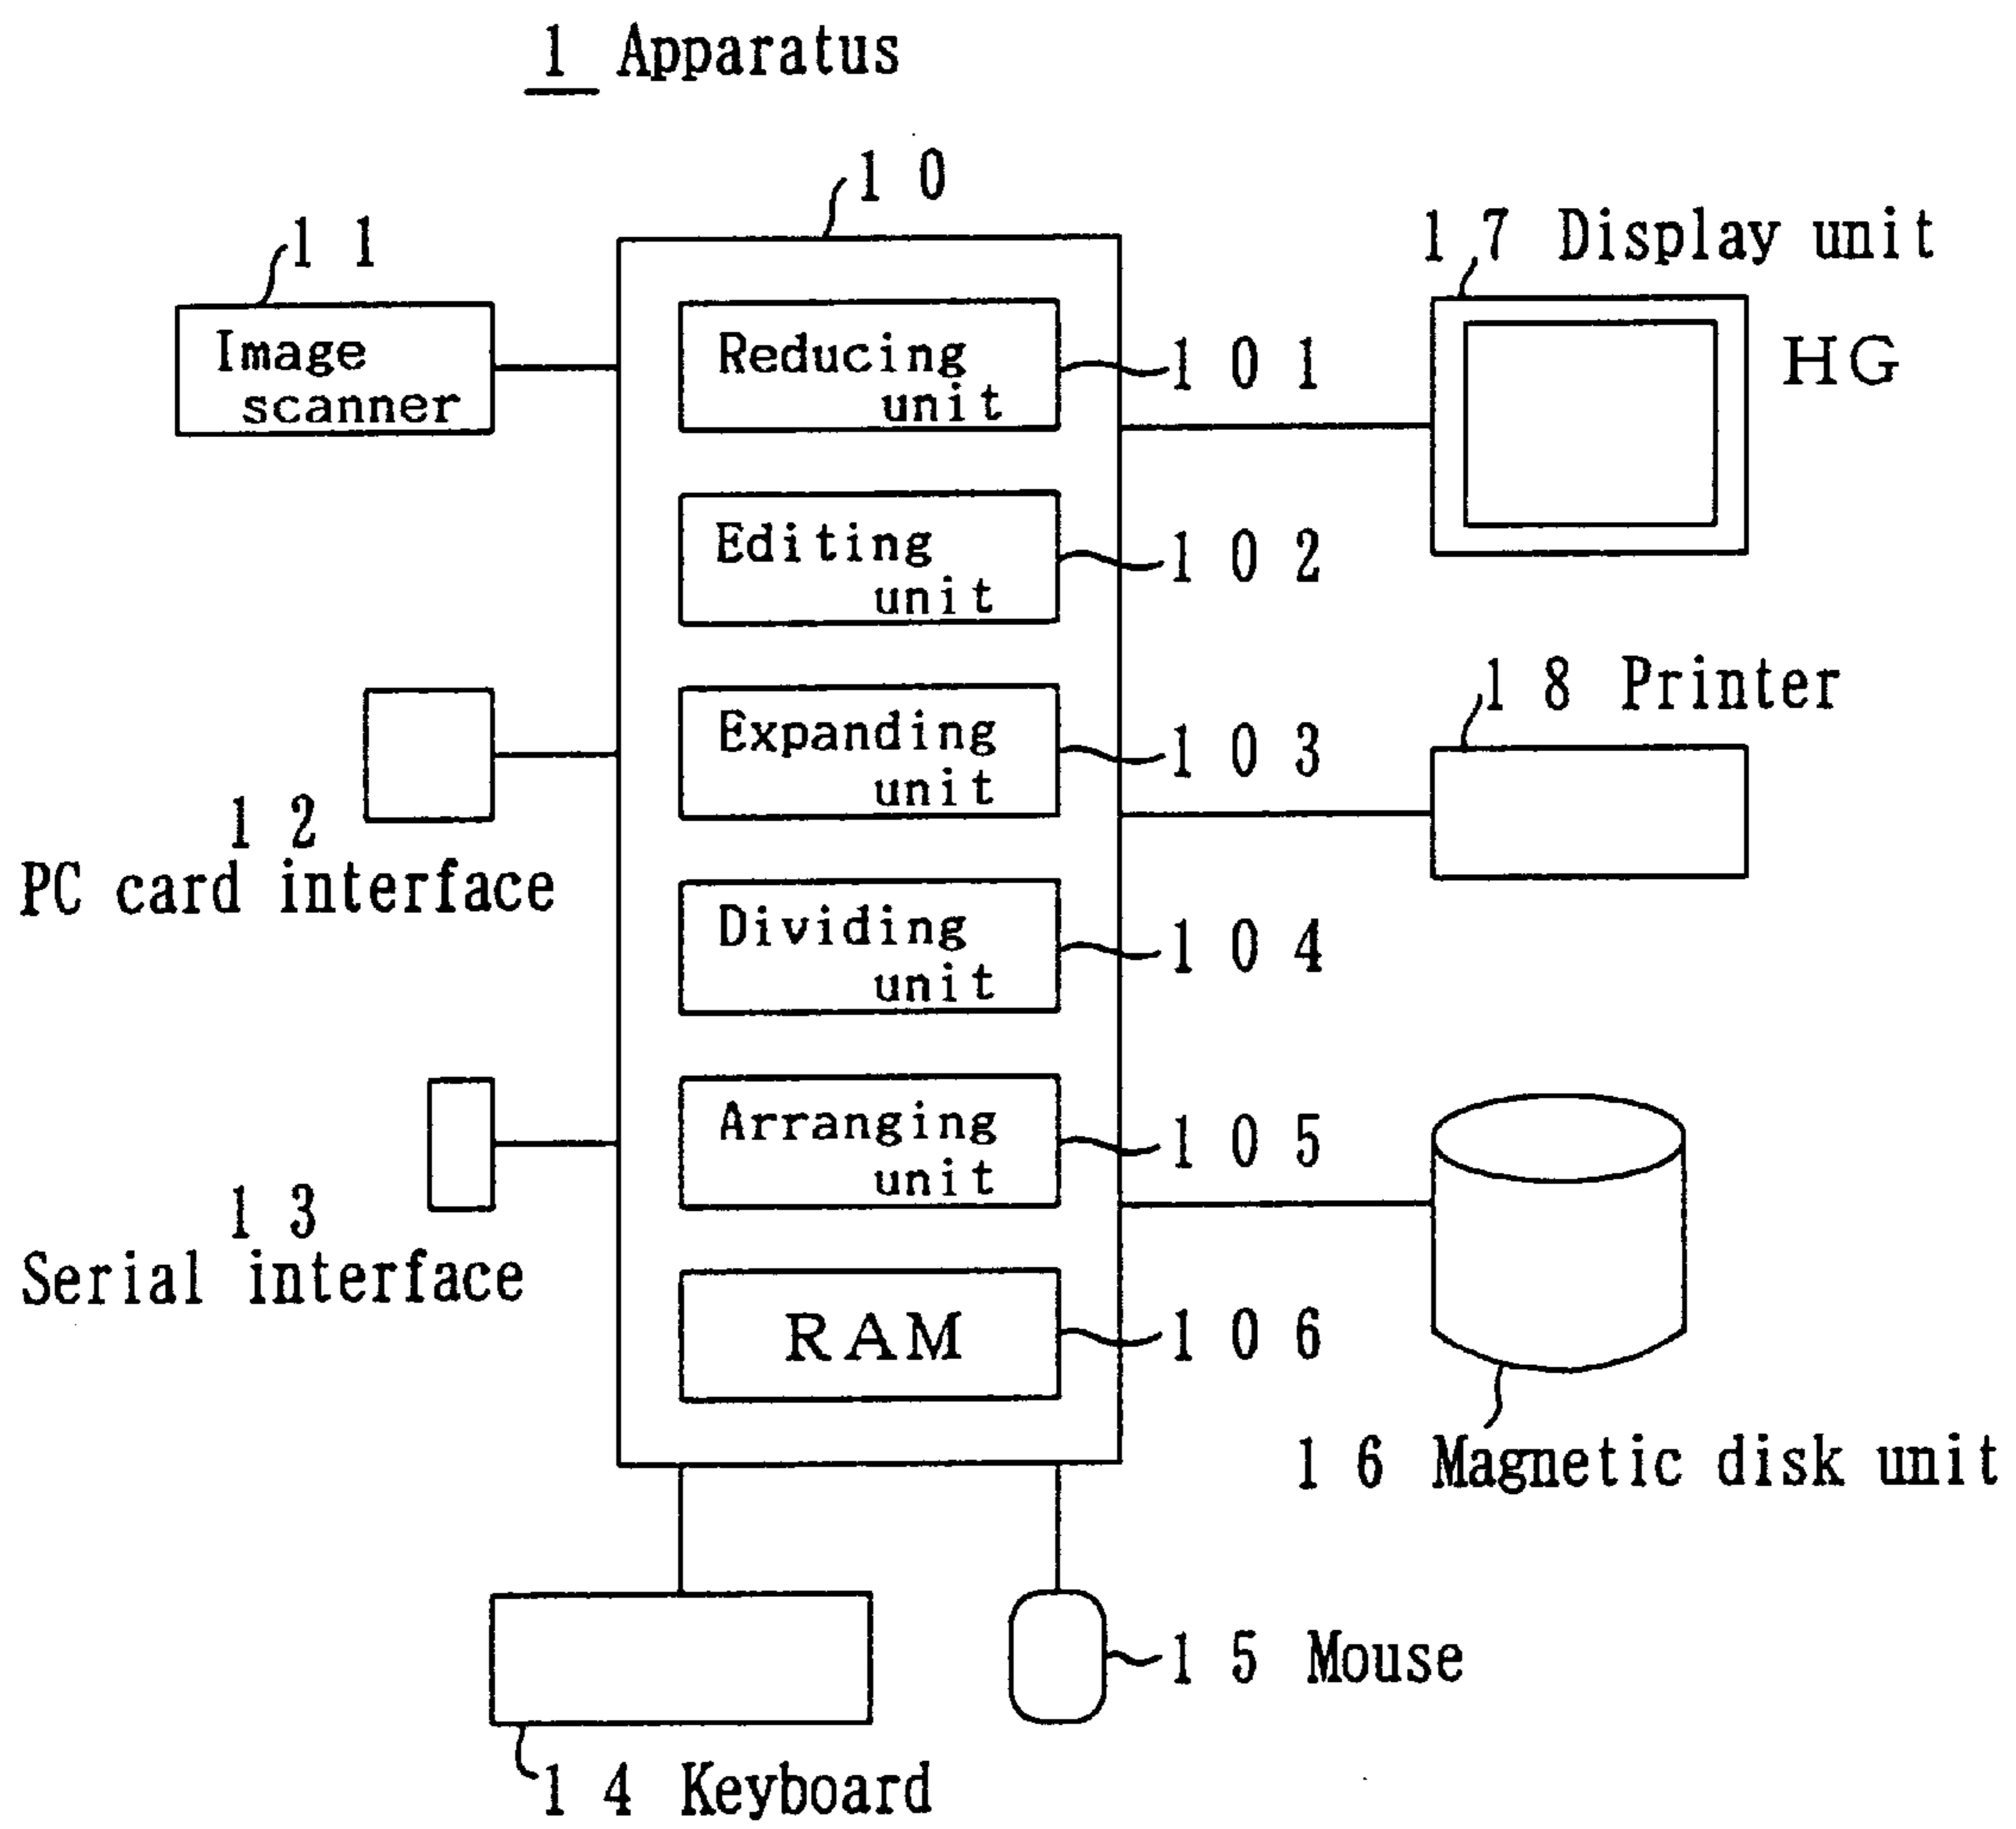 1 Apparatus
10
11
Image
scanner
17 Display unit
HG
Reducing
unit
101
Editing
unit
102
18 Printer
Expanding
unit
103
12
PC card interface
Dividing
unit
104
Arranging
unit
105
13
Serial interface
RAM
106
16 Magnetic disk unit
15 Mouse
14 Keyboard